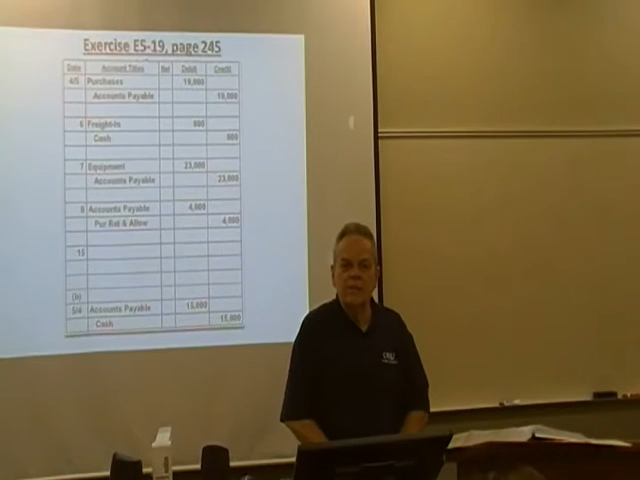 Exercise E5-19, page 245
Date Account Titles Ref Debit Credit
4/5 Purchases 19,000
Accounts Payable 19,000
6 Freight-In 900
Cash 900
7 Equipment 23,000
Accounts Payable 23,000
8 Accounts Payable 4,000
Pur Ret & Allow 4,000
15
(b)
5/4 Accounts Payable 15,000
Cash 15,000